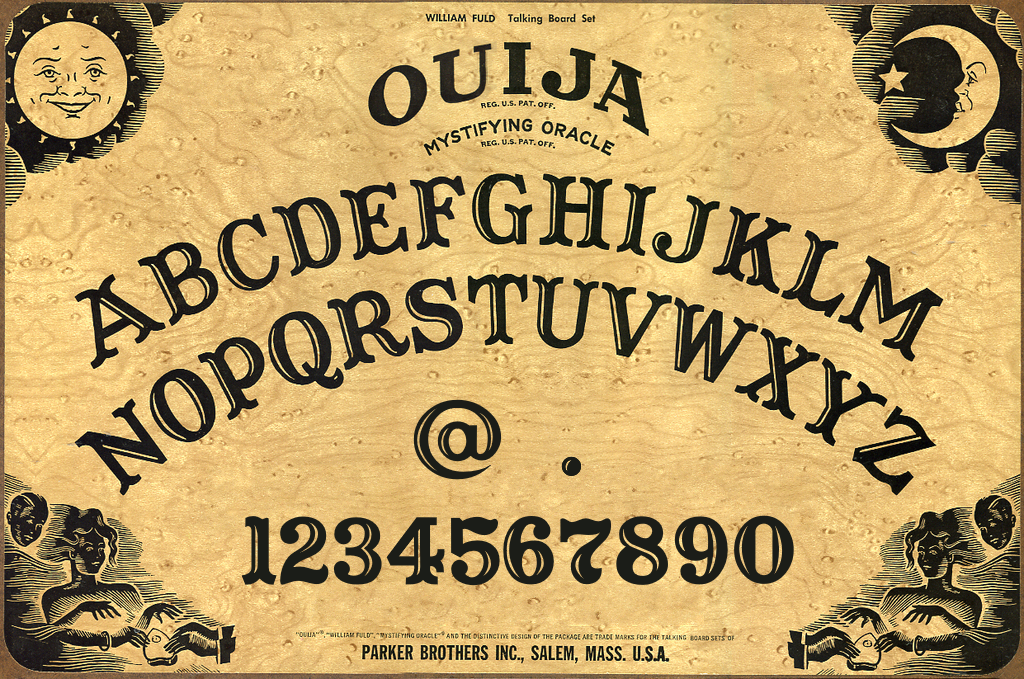 WILLIAM FULD Talking Board Set
OUIJA
REG. U.S. PAT. OFF.
MYSTIFYING ORACLE
REG. U.S. PAT. OFF.
ABCDEFGHIJKLM
NOPQRSTUVWXYZ
@ .
1234567890
"OUIJA"®, "WILLIAM FULD", "MYSTIFYING ORACLE"® AND THE DISTINCTIVE DESIGN OF THE PACKAGE ARE TRADE MARKS FOR THE TALKING BOARD SETS OF
PARKER BROTHERS INC., SALEM, MASS. U.S.A.